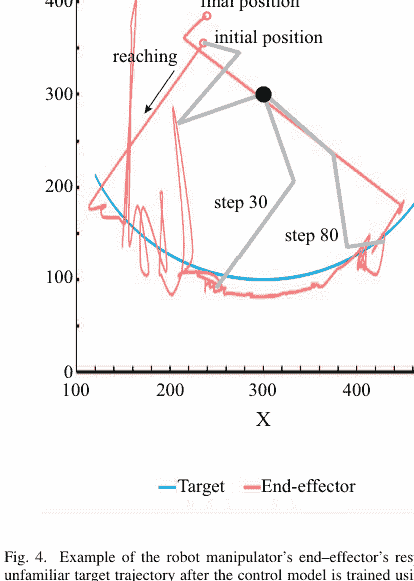 400
final position
initial position
reaching
300
200
step 30
step 80
100
0
100 200 300 400
X
Target End-effector
Fig. 4. Example of the robot manipulator's end–effector's
unfamiliar target trajectory after the control model is trained